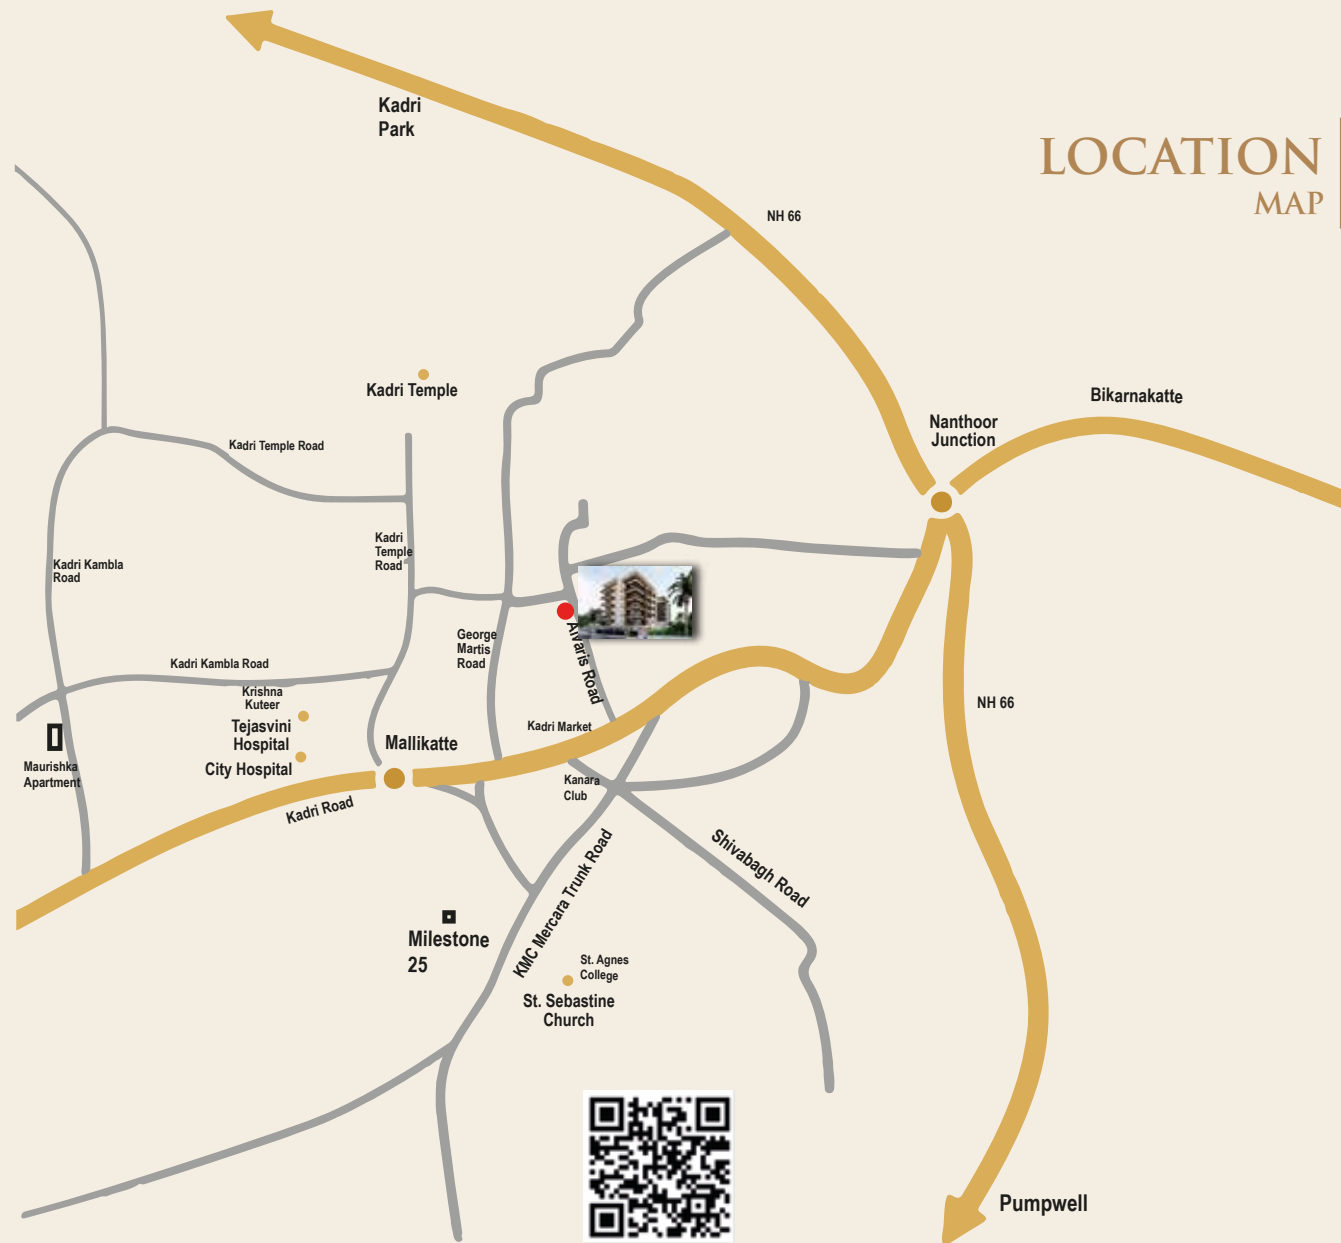 Kadri
Park
LOCATION
MAP
NH 66
Kadri Temple
Bikarnakatte
Nanthoor
Junction
Kadri Temple Road
Kadri
Temple
Road
Kadri Kambla
Road
George
Martis
Road
Alvaris Road
Kadri Kambla Road
Krishna
Kuteer
Tejasvini
Hospital
City Hospital
Maurishka
Apartment
Mallikatte
Kadri Market
NH 66
Kanara
Club
Kadri Road
Shivabagh Road
KMC Mercara Trunk Road
Milestone
25
St. Agnes
College
St. Sebastine
Church
Pumpwell